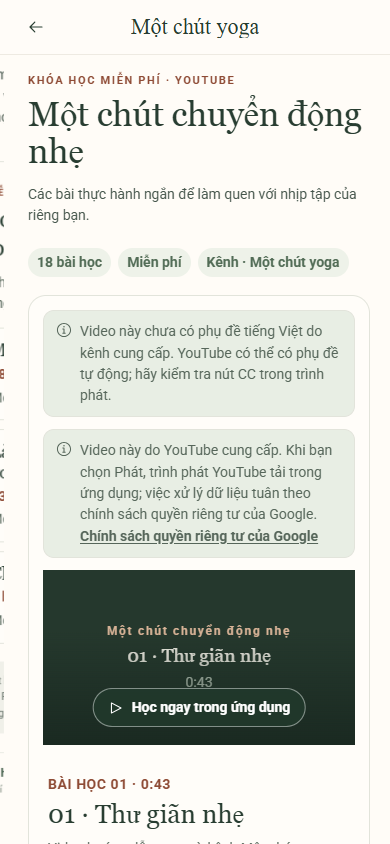 Một chút yoga
KHÓA HỌC MIỄN PHÍ · YOUTUBE
Một chút chuyển động
nhẹ
Các bài thực hành ngắn để làm quen với nhịp tập của
riêng bạn.
18 bài học
Miễn phí
Kênh · Một chút yoga
Video này chưa có phụ đề tiếng Việt do
kênh cung cấp. YouTube có thể có phụ đề
tự động; hãy kiểm tra nút CC trong trình
phát.
Video này do YouTube cung cấp. Khi bạn
chọn Phát, trình phát YouTube tải trong
ứng dụng; việc xử lý dữ liệu tuân theo
chính sách quyền riêng tư của Google.
Chính sách quyền riêng tư của Google
Một chút chuyển động nhẹ
01 · Thư giãn nhẹ
0:43
Học ngay trong ứng dụng
BÀI HỌC 01 · 0:43
01 · Thư giãn nhẹ